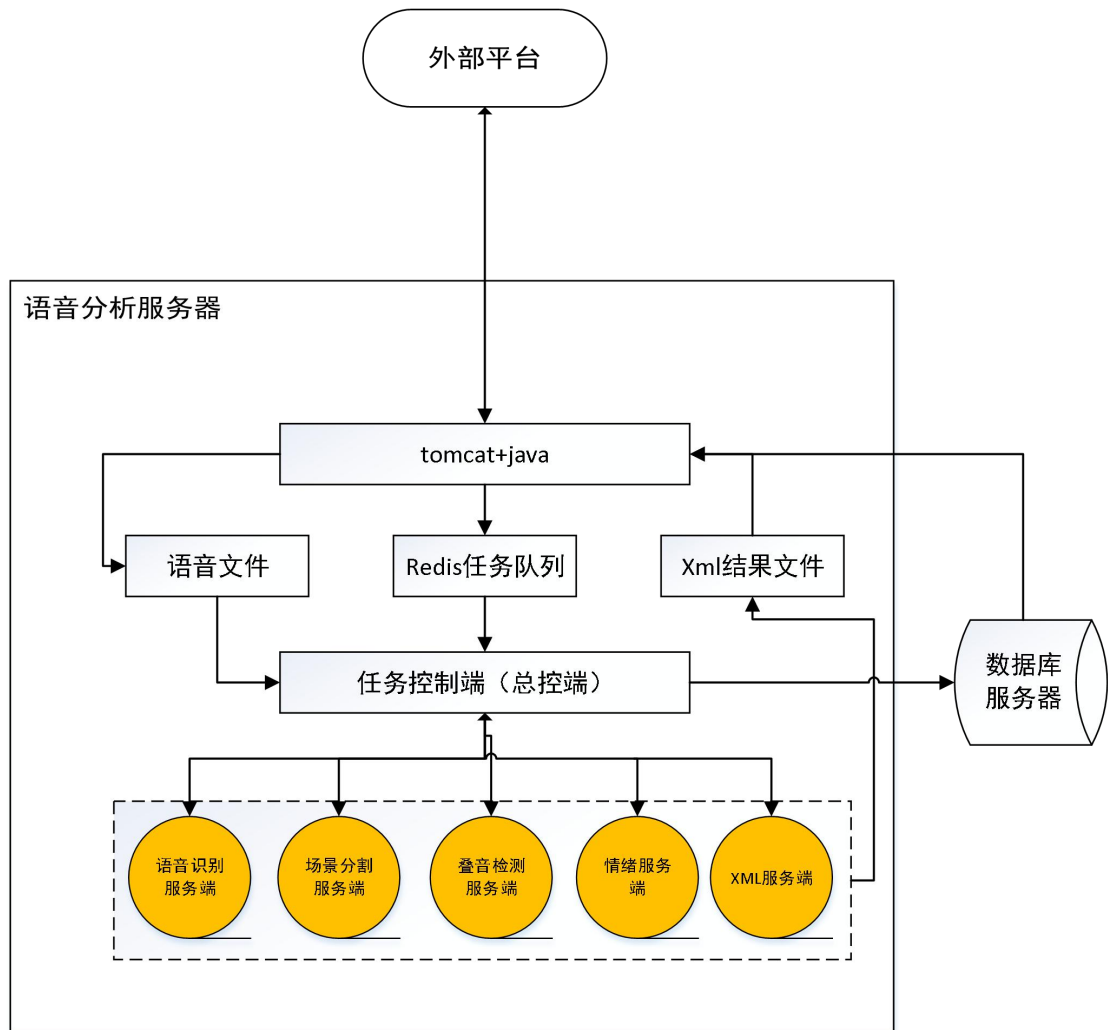 外部平台
语音分析服务器
tomcat+java
语音文件
Redis任务队列
Xml结果文件
任务控制端（总控端）
数据库
服务器
语音识别
服务端
场景分割
服务端
叠音检测
服务端
情绪服务
端
XML服务端